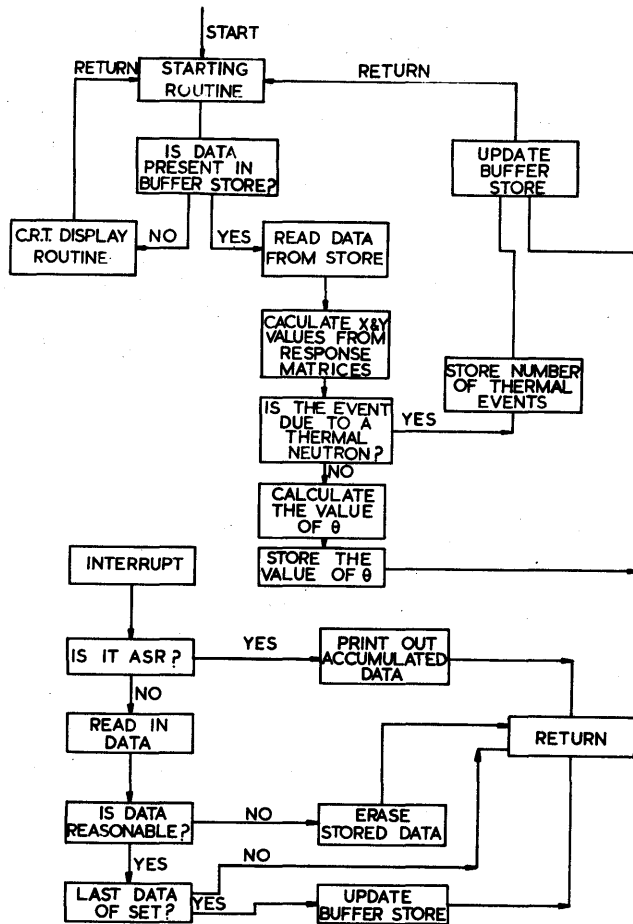 START
RETURN
STARTING
ROUTINE
RETURN
IS DATA
PRESENT IN
BUFFER STORE?
UPDATE
BUFFER
STORE
C.R.T. DISPLAY
ROUTINE
NO
YES
READ DATA
FROM STORE
CACULATE X&Y
VALUES FROM
RESPONSE
MATRICES
STORE NUMBER
OF THERMAL
EVENTS
IS THE EVENT
DUE TO A
THERMAL
NEUTRON?
YES
NO
CALCULATE
THE VALUE
OF θ
STORE THE
VALUE OF θ
INTERRUPT
IS IT ASR?
YES
PRINT OUT
ACCUMULATED
DATA
NO
READ IN
DATA
RETURN
IS DATA
REASONABLE?
NO
ERASE
STORED DATA
YES
NO
LAST DATA
OF SET?
YES
UPDATE
BUFFER STORE